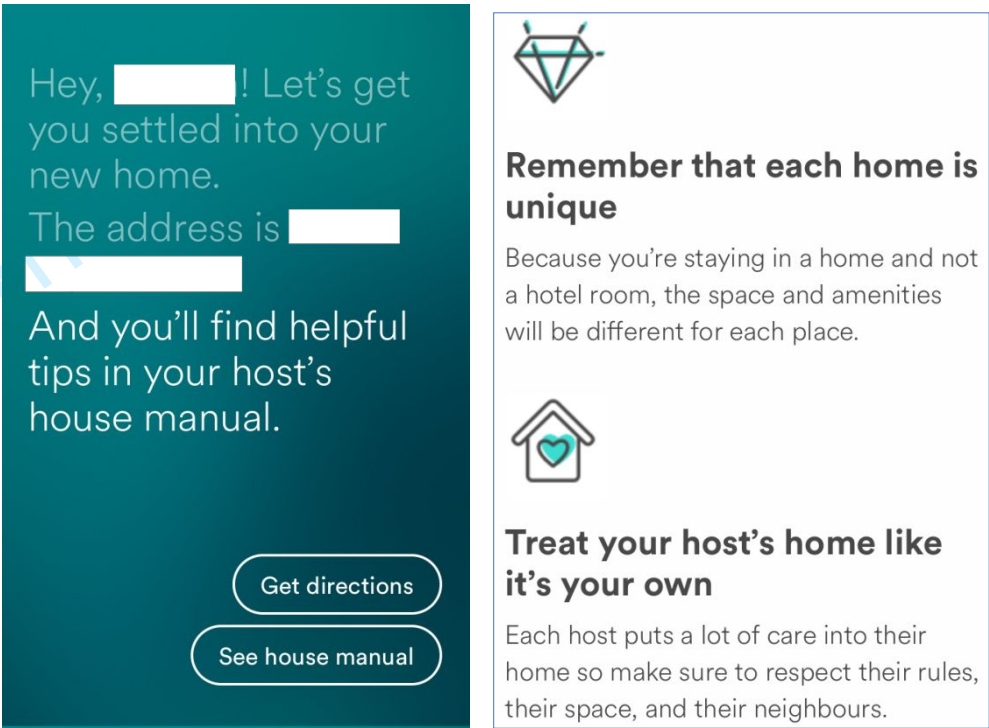 Hey, ! Let's get
you settled into your
new home.
The address is
And you'll find helpful
tips in your host's
house manual.
Get directions
See house manual
Remember that each home is
unique
Because you're staying in a home and not
a hotel room, the space and amenities
will be different for each place.
Treat your host's home like
it's your own
Each host puts a lot of care into their
home so make sure to respect their rules,
their space, and their neighbours.